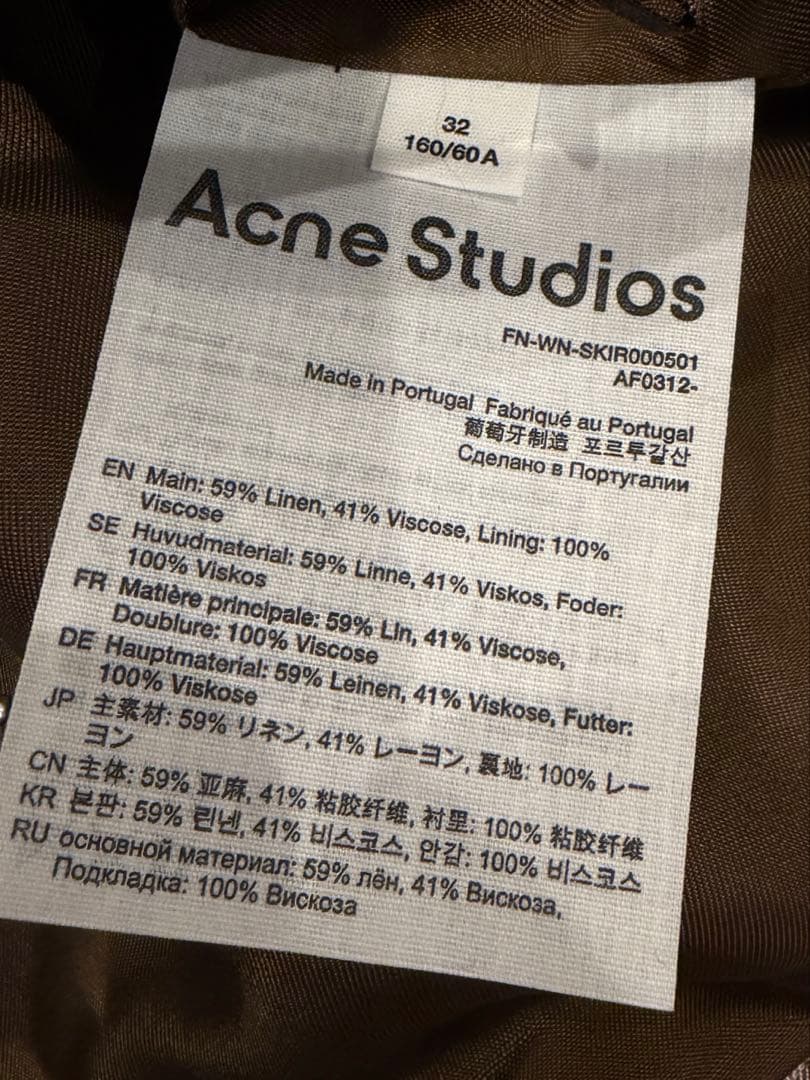 32
160/60A
Acne Studios
FN-WN-SKIR000501
AF0312-
Made in Portugal Fabriqué au Portugal
葡萄牙制造 포르투갈산
Сделано в Португалии
EN Main: 59% Linen, 41% Viscose, Lining: 100%
Viscose
SE Huvudmaterial: 59% Linne, 41% Viskos, Foder:
100% Viskos
FR Matière principale: 59% Lin, 41% Viscose,
Doublure: 100% Viscose
DE Hauptmaterial: 59% Leinen, 41% Viskose, Futter:
100% Viskose
JP 主素材: 59% リネン, 41% レーヨン, 裏地: 100% レー
ヨン
CN 主体: 59% 亚麻, 41% 粘胶纤维, 衬里: 100% 粘胶纤维
KR 본판: 59% 린넨, 41% 비스코스, 안감: 100% 비스코스
RU основной материал: 59% лён, 41% Вискоза,
Подкладка: 100% Вискоза